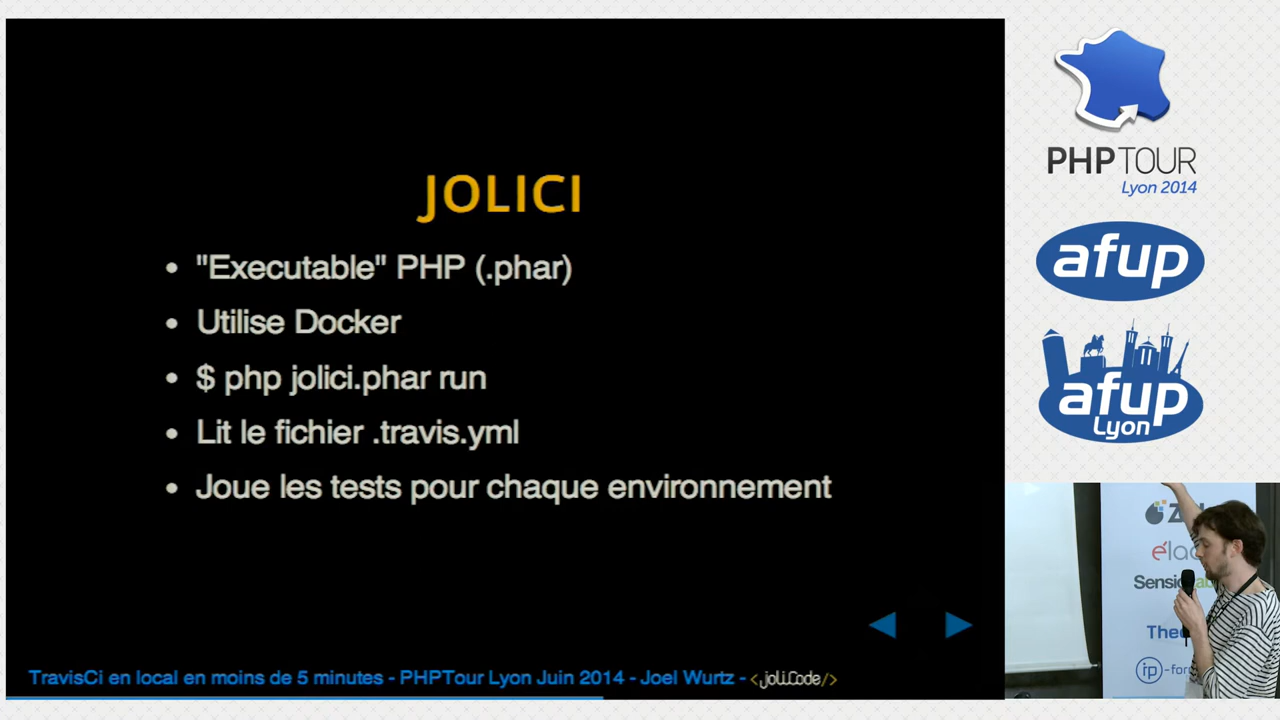 JOLICI
"Executable" PHP (.phar)
Utilise Docker
$ php jolici.phar run
Lit le fichier .travis.yml
Joue les tests pour chaque environnement
TravisCi en local en moins de 5 minutes - PHPTour Lyon Juin 2014 - Joel Wurtz - <joliCode/>
PHPTOUR
Lyon 2014
afup
afup
Lyon